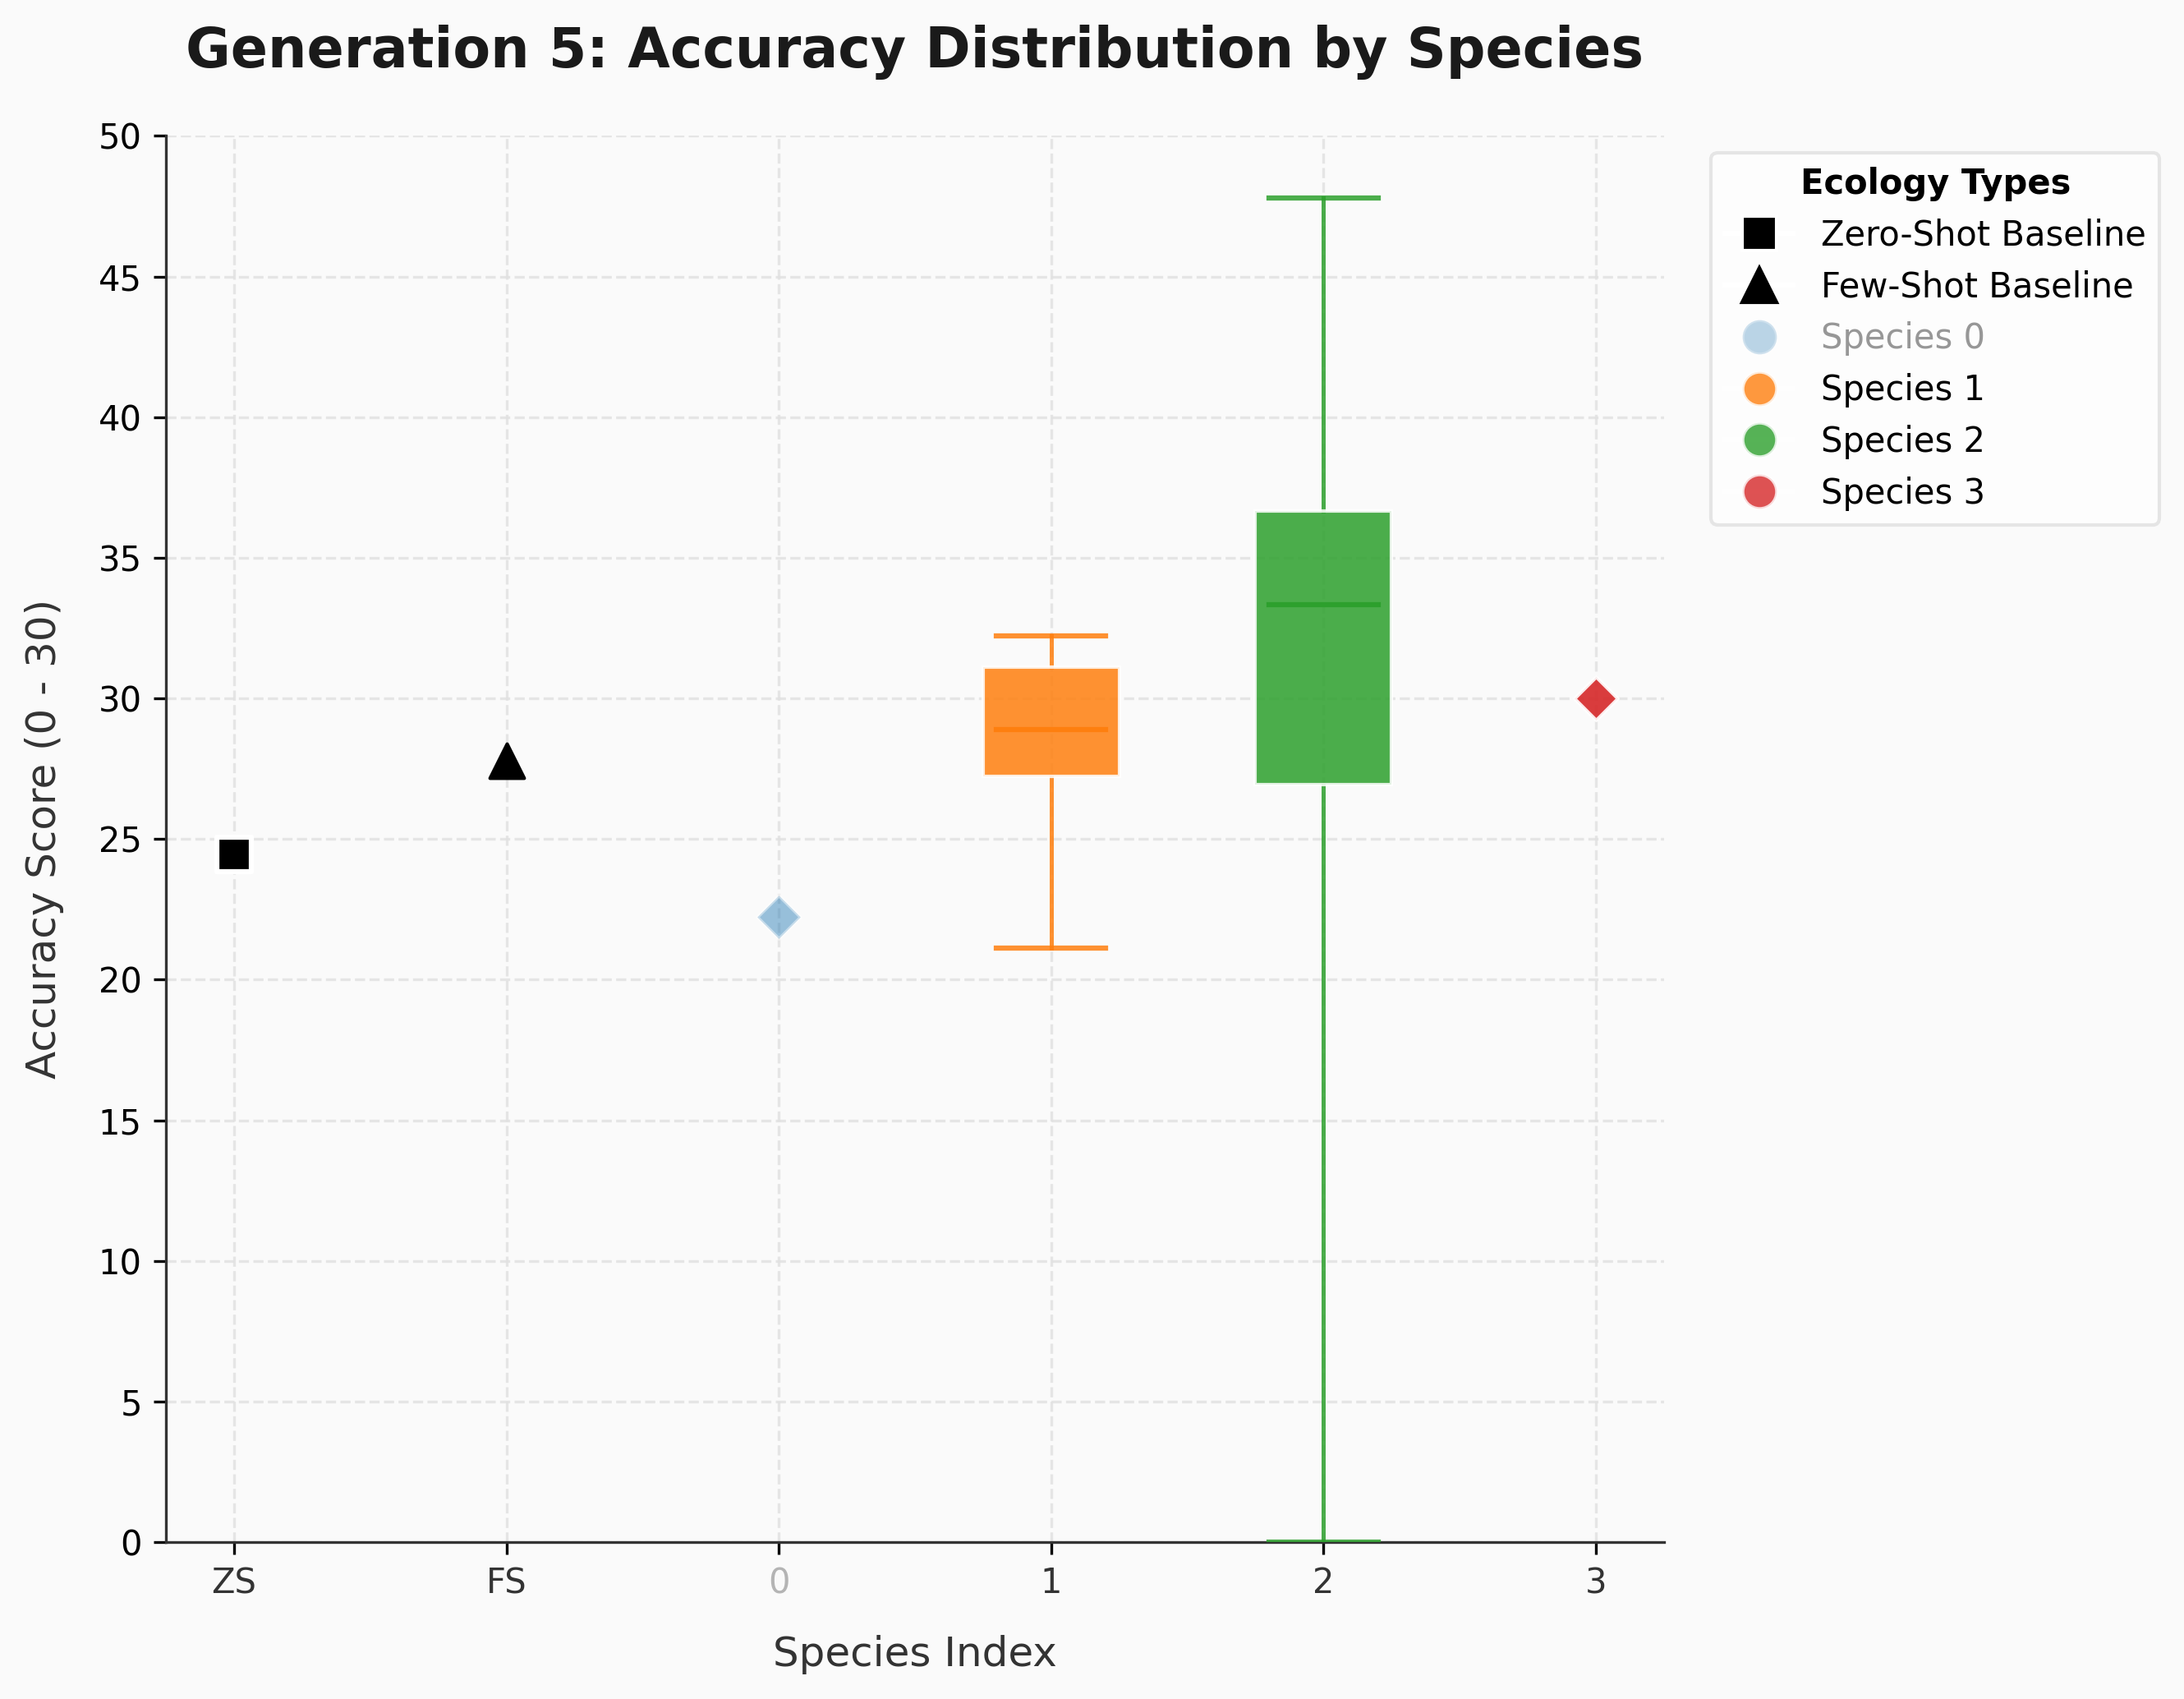 Generation 5: Accuracy Distribution by Species
Accuracy Score (0 - 30)
50
45
40
35
30
25
20
15
10
5
0
ZS FS 0 1 2 3
Species Index
Ecology Types
Zero-Shot Baseline
Few-Shot Baseline
Species 0
Species 1
Species 2
Species 3